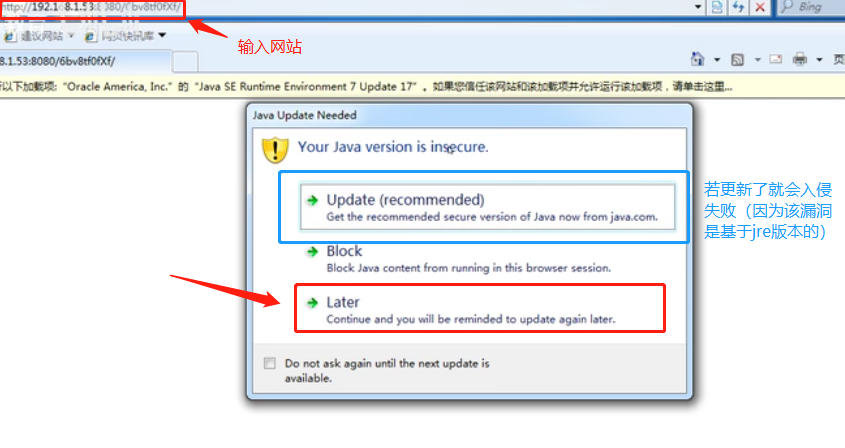 http://192.168.1.53:8080/6bv8tf0fXf/
Bing
输入网站
建议网站
网页快讯库
8.1.53:8080/6bv8tf0fXf/
页
以下加载项: “Oracle America, Inc.” 的 “Java SE Runtime Environment 7 Update 17”。如果您信任该网站和该加载项并允许运行该加载项，请单击这里...
Java Update Needed
Your Java version is insecure.
Update (recommended)
Get the recommended secure version of Java now from java.com.
若更新了就会入侵
失败（因为该漏洞
是基于jre版本的）
Block
Block Java content from running in this browser session.
Later
Continue and you will be reminded to update again later.
Do not ask again until the next update is
available.